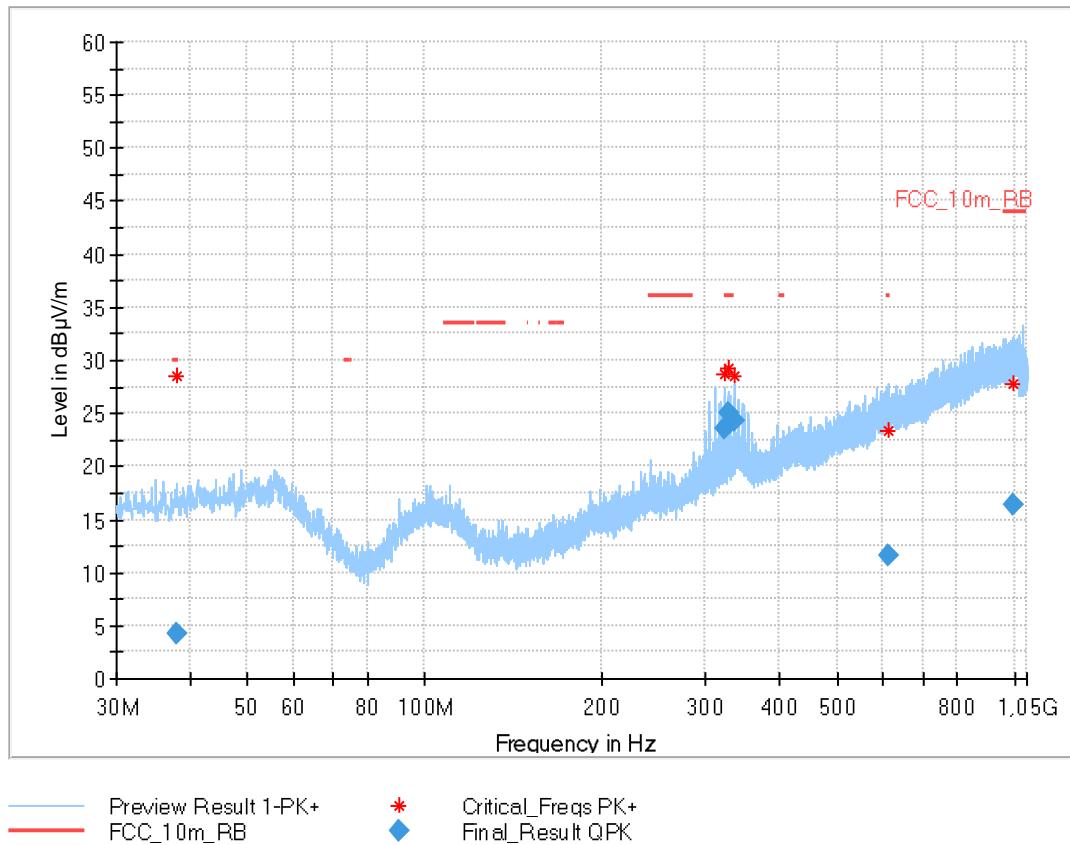 60
55
50
45
40
35
30
25
20
15
10
5
0
Level in dBµV/m
FCC_10m_RB
30M 50 60 80 100M 200 300 400 500 800 1,05G
Frequency in Hz
Preview Result 1-PK+
Critical_Freqs PK+
FCC_10m_RB
Final_Result QPK